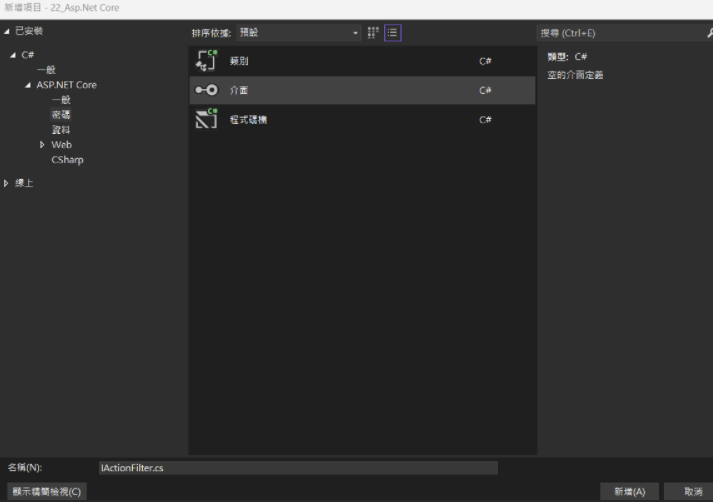 新增項目 - 22_Asp.Net Core
已安裝
C#
一般
ASP.NET Core
一般
密碼
資料
Web
CSharp
線上
排序依據: 預設
類別 C#
介面 C#
程式碼檔 C#
搜尋 (Ctrl+E)
類型: C#
空的介面定義
名稱(N): IActionFilter.cs
顯示精簡檢視(C) 新增(A) 取消